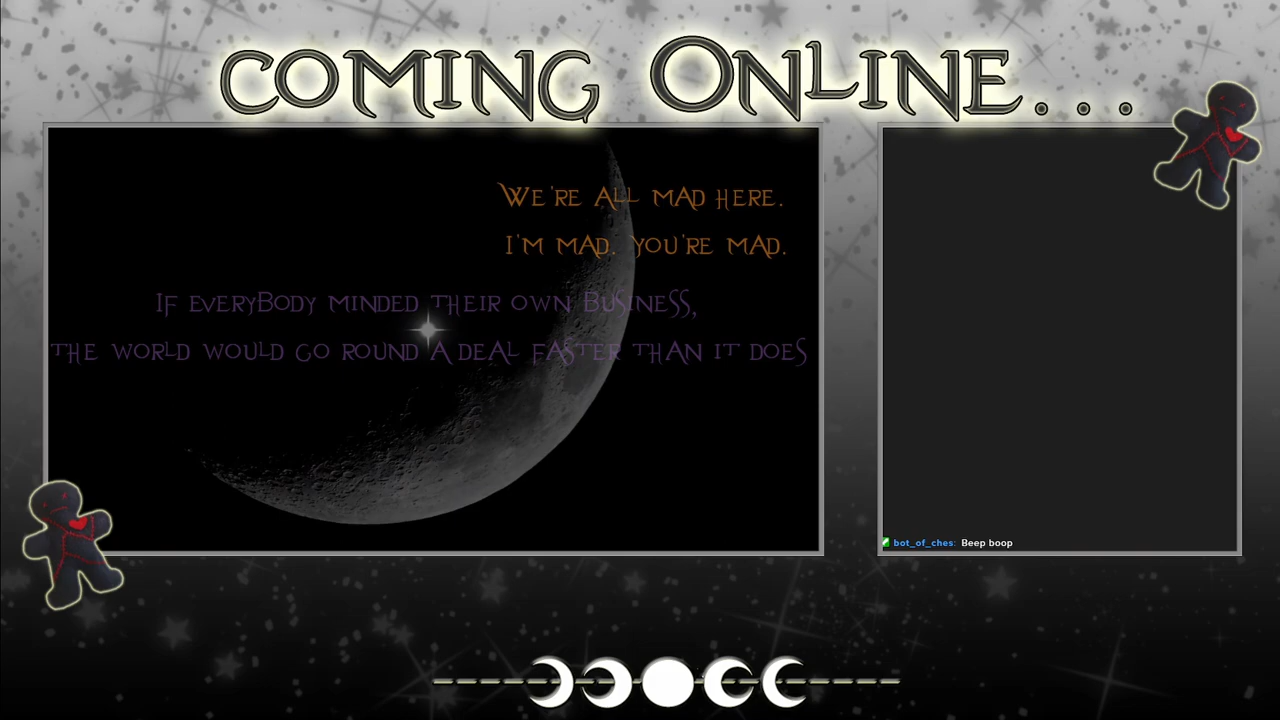 COMING ONLINE...
WE'RE ALL MAD HERE.
I'M MAD. YOU'RE MAD.
IF EVERYBODY MINDED THEIR OWN BUSINESS,
THE WORLD WOULD GO ROUND A DEAL FASTER THAN IT DOES
bot_of_ches: Beep boop